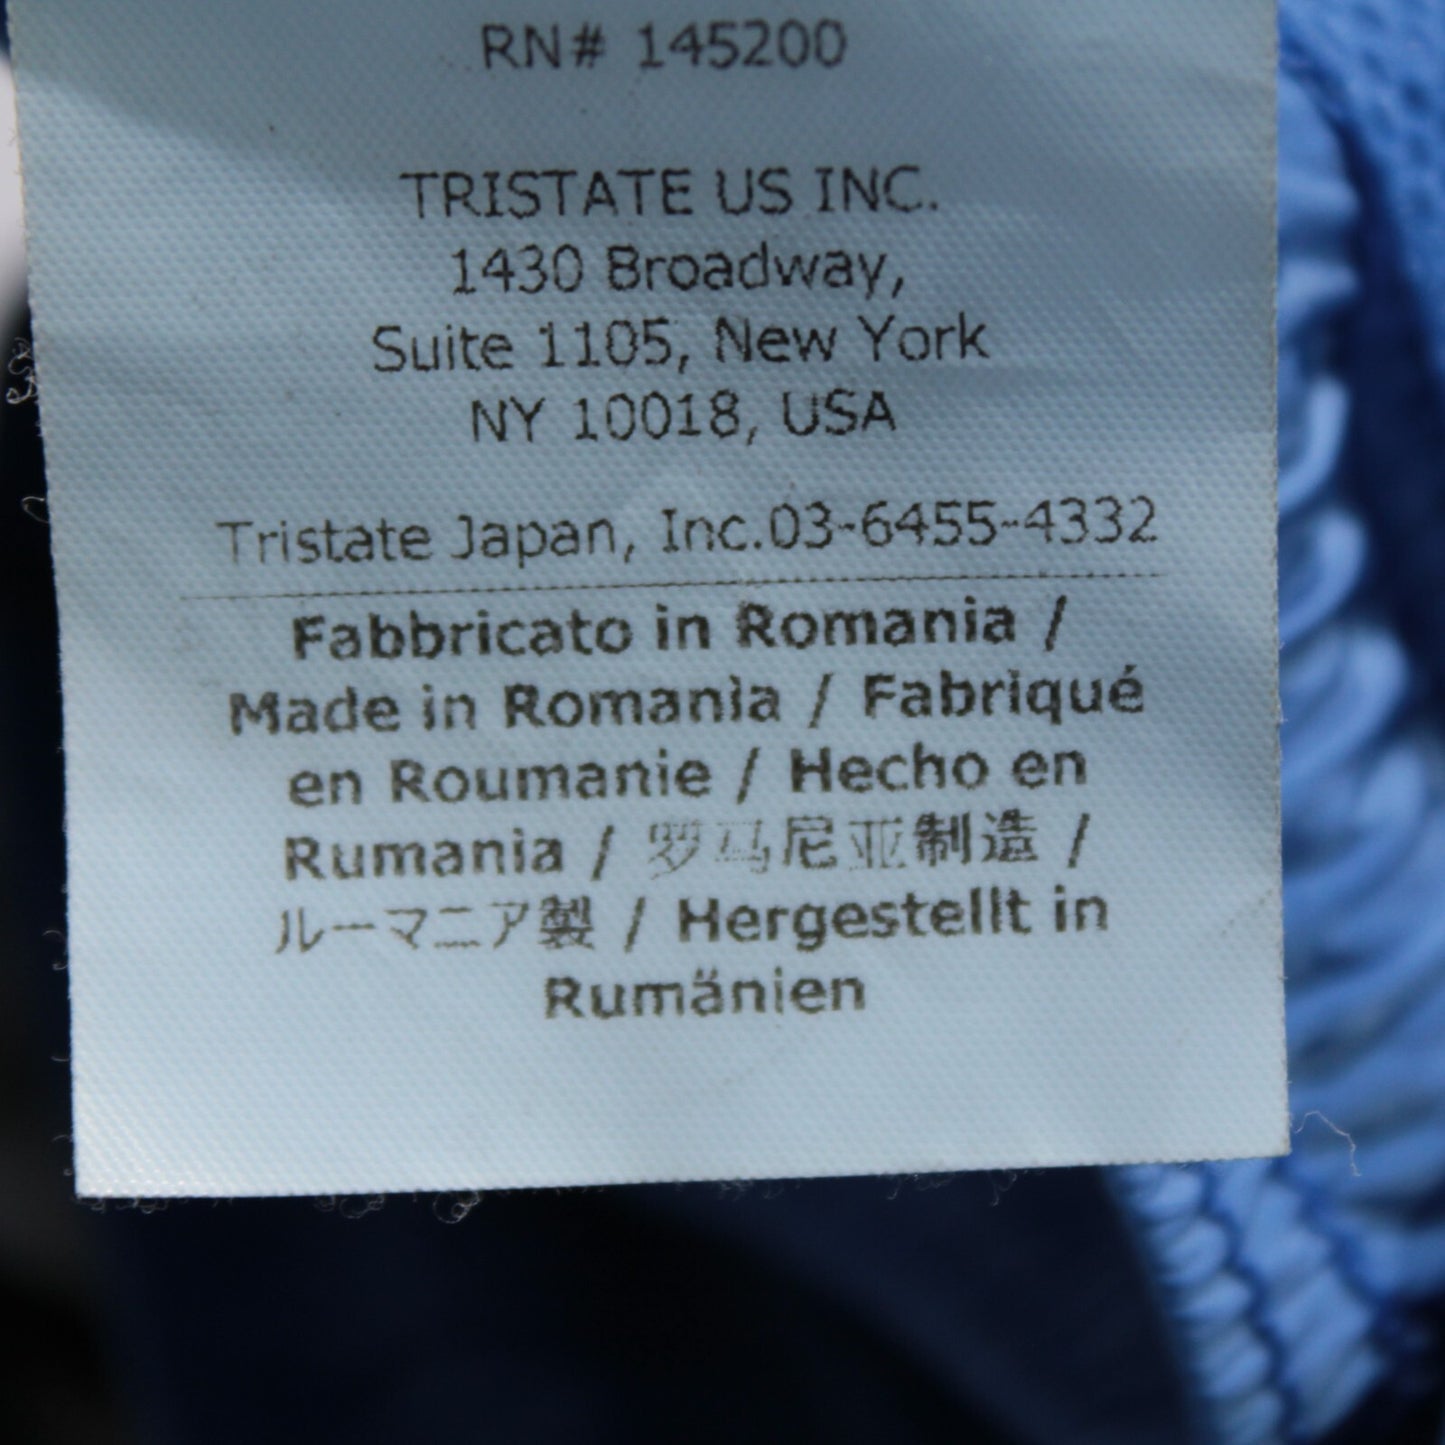 RN# 145200
TRISTATE US INC.
1430 Broadway,
Suite 1105, New York
NY 10018, USA
Tristate Japan, Inc.03-6455-4332
Fabbricato in Romania /
Made in Romania / Fabriqué
en Roumanie / Hecho en
Rumania / 罗马尼亚制造 /
ルーマニア製 / Hergestellt in
Rumänien